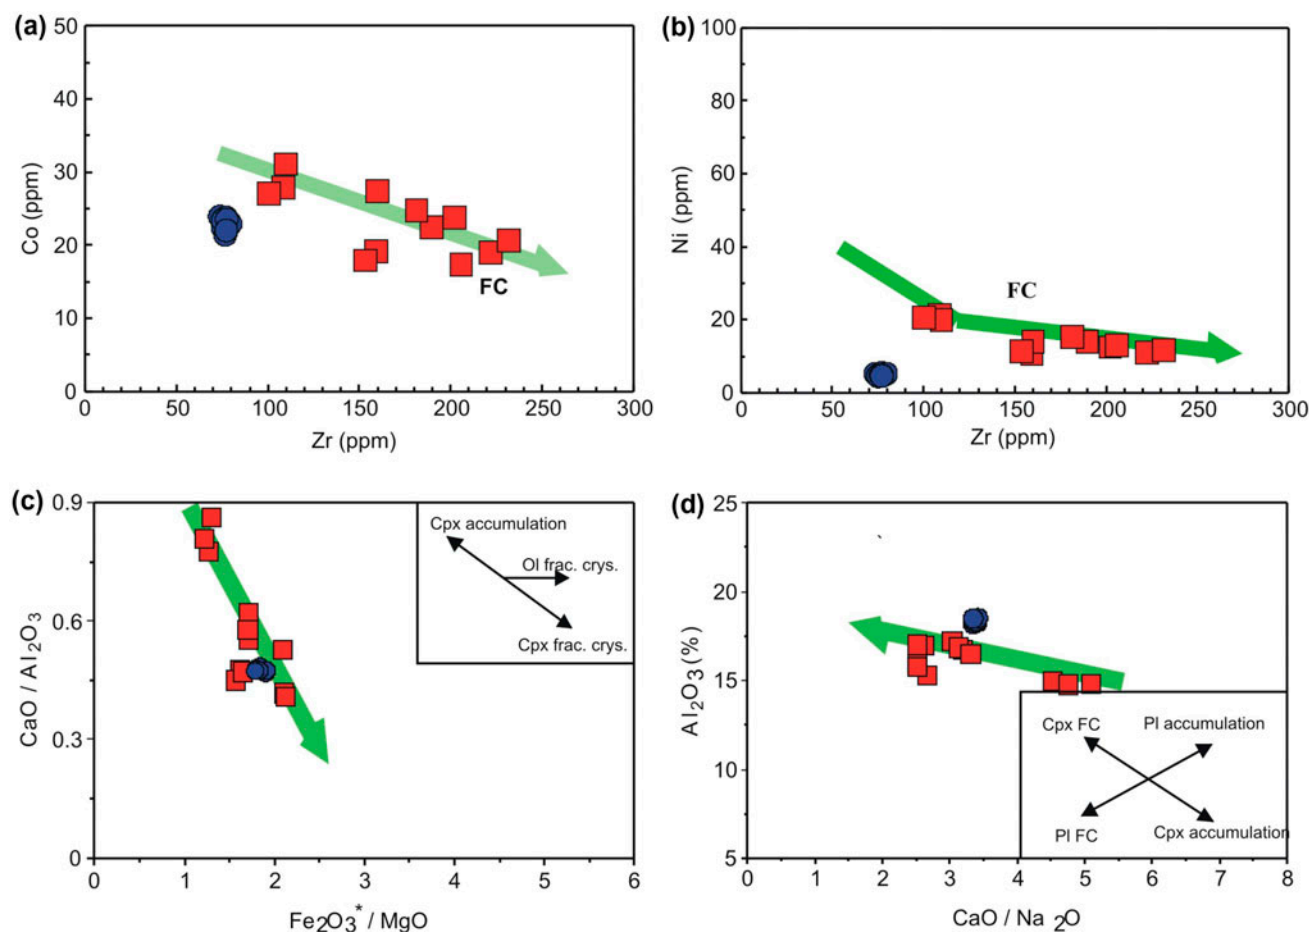 (a)
50
40
30
20
10
0
Co (ppm)
FC
0 50 100 150 200 250 300
Zr (ppm)
(b)
100
80
60
40
20
0
Ni (ppm)
FC
0 50 100 150 200 250 300
Zr (ppm)
(c)
0.9
0.6
0.3
0
CaO / Al2O3
Cpx accumulation
Ol frac. crys.
Cpx frac. crys.
0 1 2 3 4 5 6
Fe2O3* / MgO
(d)
25
20
15
10
5
Al2O3 (%)
Cpx FC Pl accumulation
Pl FC Cpx accumulation
0 1 2 3 4 5 6 7 8
CaO / Na 2O